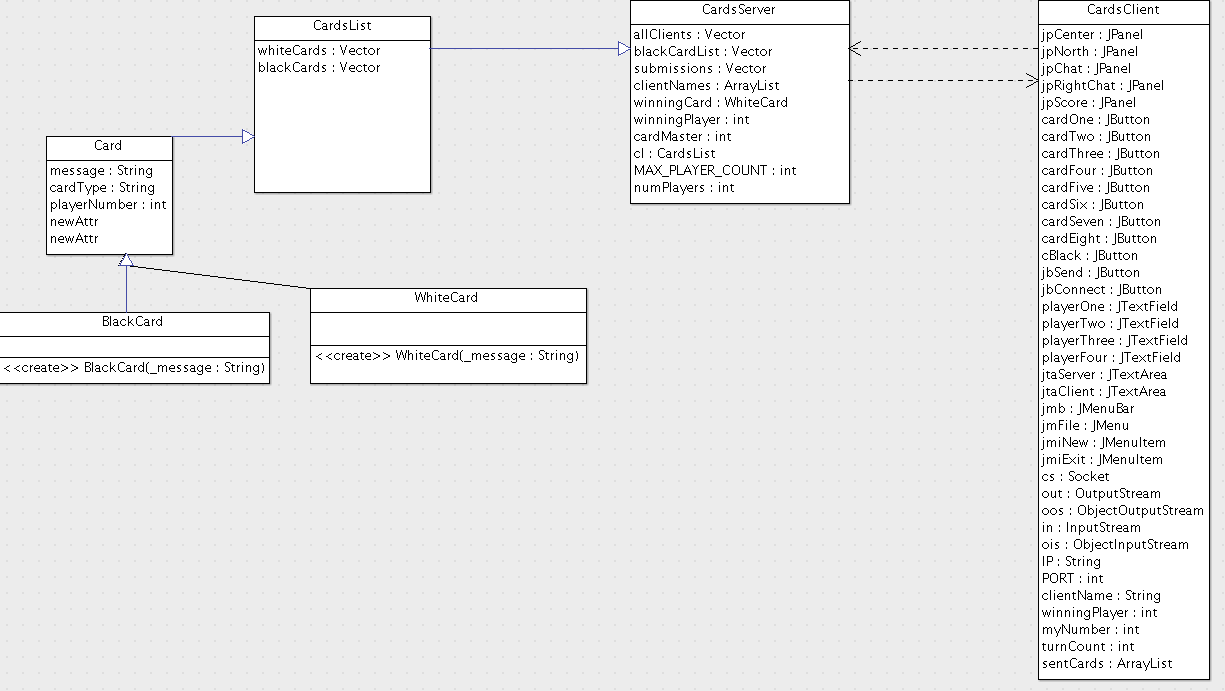 CardsList
whiteCards : Vector
blackCards : Vector
CardsServer
allClients : Vector
blackCardList : Vector
submissions : Vector
clientNames : ArrayList
winningCard : WhiteCard
winningPlayer : int
cardMaster : int
cl : CardsList
MAX_PLAYER_COUNT : int
numPlayers : int
CardsClient
jpCenter : JPanel
jpNorth : JPanel
jpChat : JPanel
jpRightChat : JPanel
jpScore : JPanel
cardOne : JButton
cardTwo : JButton
cardThree : JButton
cardFour : JButton
cardFive : JButton
cardSix : JButton
cardSeven : JButton
cardEight : JButton
cBlack : JButton
jbSend : JButton
jbConnect : JButton
playerOne : JTextField
playerTwo : JTextField
playerThree : JTextField
playerFour : JTextField
jtaServer : JTextArea
jtaClient : JTextArea
jmb : JMenuBar
jmFile : JMenu
jmiNew : JMenuItem
jmiExit : JMenuItem
cs : Socket
out : OutputStream
oos : ObjectOutputStream
in : InputStream
ois : ObjectInputStream
IP : String
PORT : int
clientName : String
winningPlayer : int
myNumber : int
turnCount : int
sentCards : ArrayList
Card
message : String
cardType : String
playerNumber : int
newAttr
newAttr
BlackCard
<<create>> BlackCard(_message : String)
WhiteCard
<<create>> WhiteCard(_message : String)